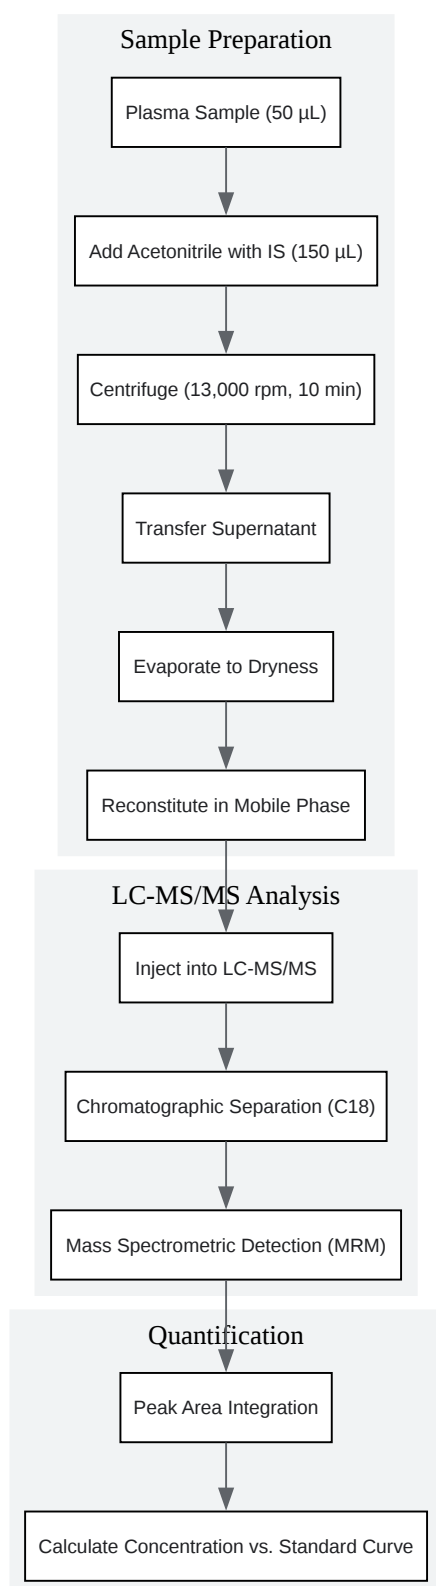 Sample Preparation
Plasma Sample (50 µL)
Add Acetonitrile with IS (150 µL)
Centrifuge (13,000 rpm, 10 min)
Transfer Supernatant
Evaporate to Dryness
Reconstitute in Mobile Phase
LC-MS/MS Analysis
Inject into LC-MS/MS
Chromatographic Separation (C18)
Mass Spectrometric Detection (MRM)
Quantification
Peak Area Integration
Calculate Concentration vs. Standard Curve